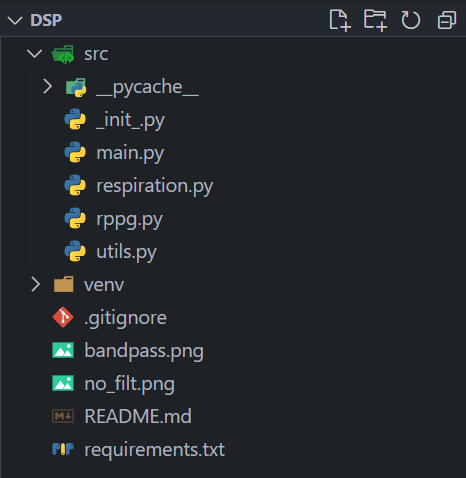 DSP
src
__pycache__
_init_.py
main.py
respiration.py
rppg.py
utils.py
venv
.gitignore
bandpass.png
no_filt.png
README.md
requirements.txt